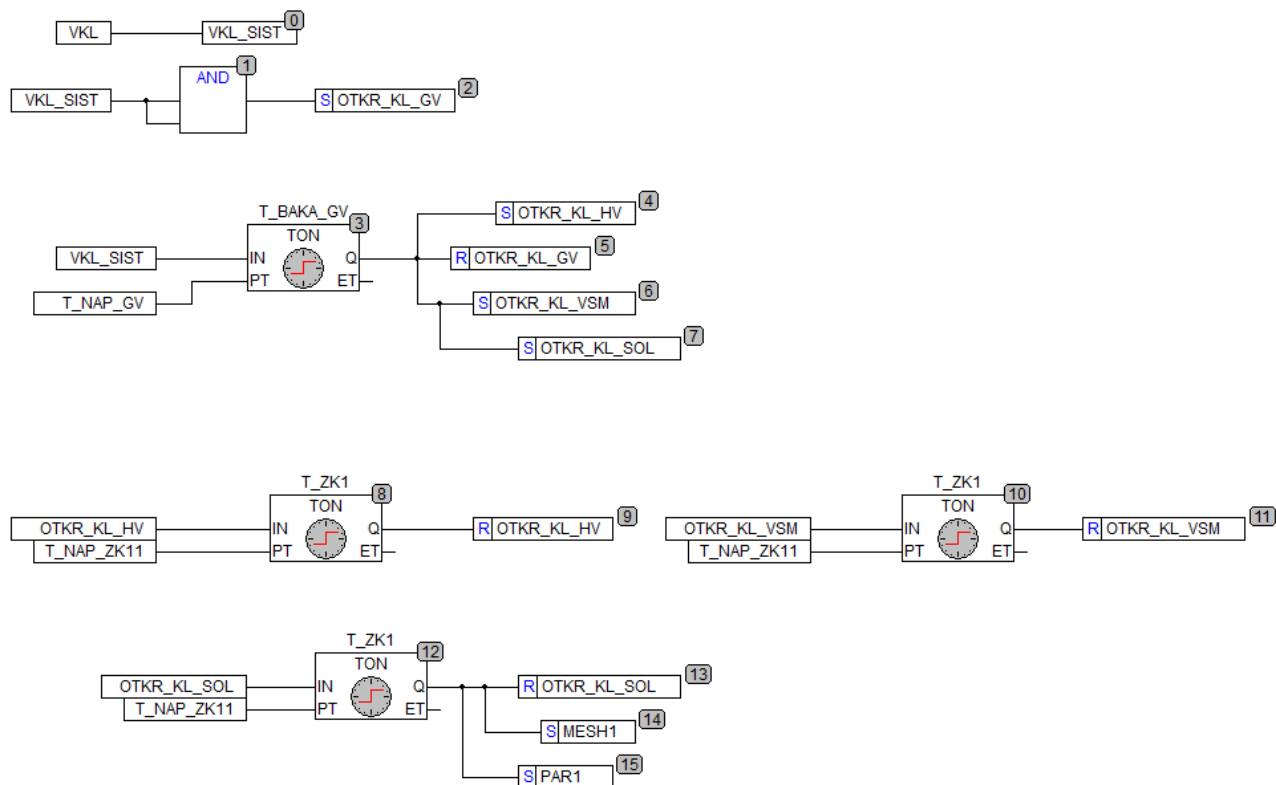 VKL VKL_SIST 0
AND 1
VKL_SIST S OTKR_KL_GV 2
T_BAKA_GV 3
TON
S OTKR_KL_HV 4
VKL_SIST IN Q R OTKR_KL_GV 5
T_NAP_GV PT ET
S OTKR_KL_VSM 6
S OTKR_KL_SOL 7
T_ZK1 8
TON
OTKR_KL_HV IN Q R OTKR_KL_HV 9
T_NAP_ZK11 PT ET
T_ZK1 10
TON
OTKR_KL_VSM IN Q R OTKR_KL_VSM 11
T_NAP_ZK11 PT ET
T_ZK1 12
TON
OTKR_KL_SOL IN Q R OTKR_KL_SOL 13
T_NAP_ZK11 PT ET
S MESH1 14
S PAR1 15